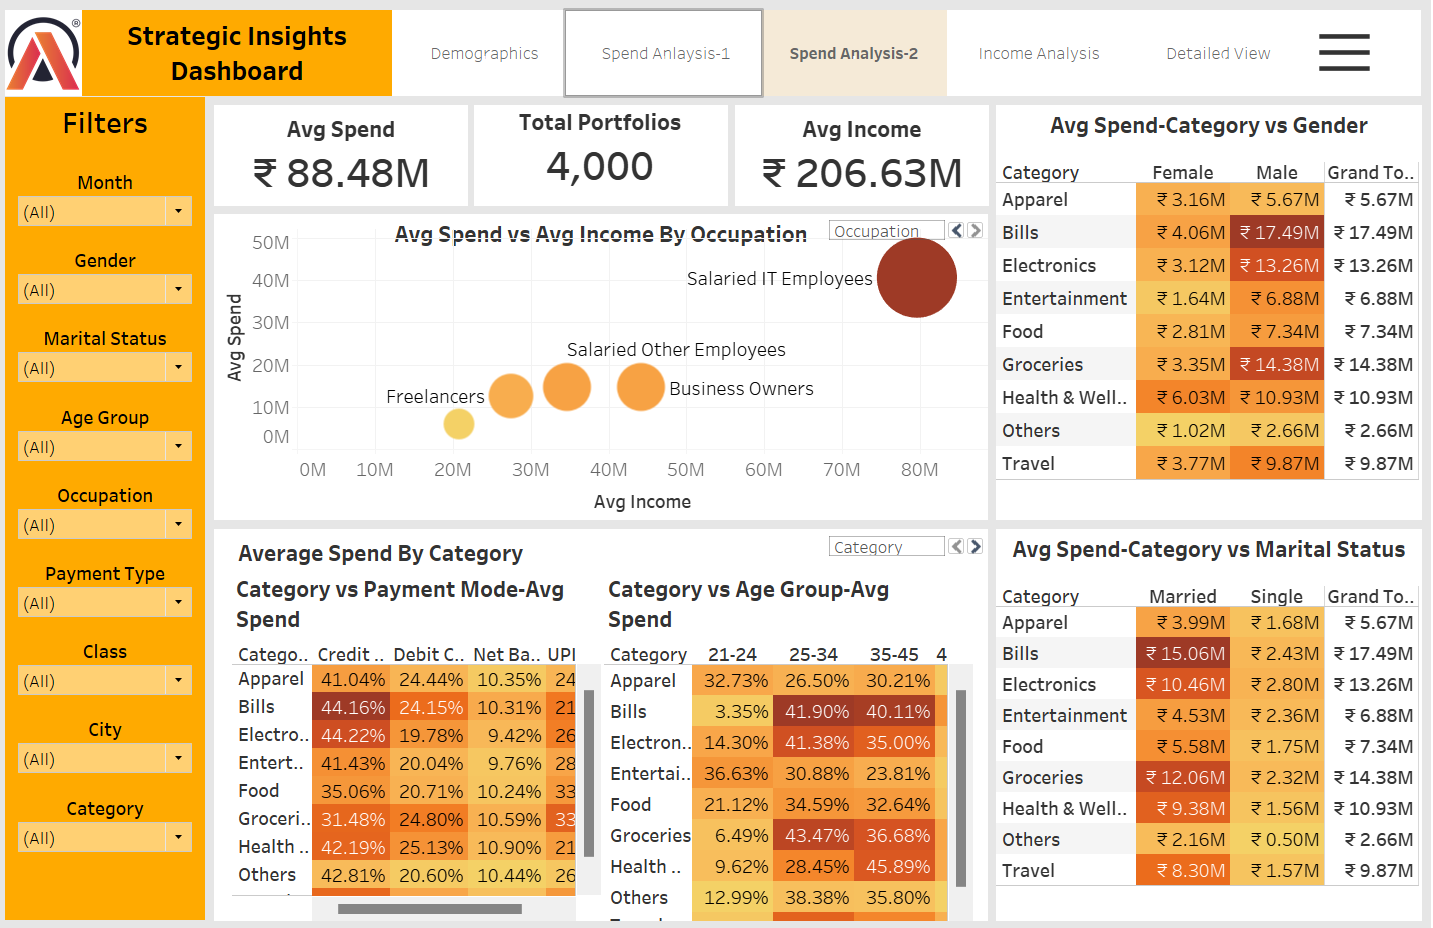 ®
Strategic Insights
Dashboard
Demographics
Spend Anlaysis-1
Spend Analysis-2
Income Analysis
Detailed View
Filters
Month
(All)
Gender
(All)
Marital Status
(All)
Age Group
(All)
Occupation
(All)
Payment Type
(All)
Class
(All)
City
(All)
Category
(All)
Avg Spend
₹ 88.48M
Total Portfolios
4,000
Avg Income
₹ 206.63M
Avg Spend vs Avg Income By Occupation
Occupation
Avg Spend
50M
40M
30M
20M
10M
0M
Salaried IT Employees
Salaried Other Employees
Freelancers
Business Owners
0M 10M 20M 30M 40M 50M 60M 70M 80M
Avg Income
Avg Spend-Category vs Gender
Category Female Male Grand To..
Apparel ₹ 3.16M ₹ 5.67M ₹ 5.67M
Bills ₹ 4.06M ₹ 17.49M ₹ 17.49M
Electronics ₹ 3.12M ₹ 13.26M ₹ 13.26M
Entertainment ₹ 1.64M ₹ 6.88M ₹ 6.88M
Food ₹ 2.81M ₹ 7.34M ₹ 7.34M
Groceries ₹ 3.35M ₹ 14.38M ₹ 14.38M
Health & Well.. ₹ 6.03M ₹ 10.93M ₹ 10.93M
Others ₹ 1.02M ₹ 2.66M ₹ 2.66M
Travel ₹ 3.77M ₹ 9.87M ₹ 9.87M
Average Spend By Category
Category
Category vs Payment Mode-Avg
Spend
Catego.. Credit .. Debit C.. Net Ba.. UPI
Apparel 41.04% 24.44% 10.35% 24
Bills 44.16% 24.15% 10.31% 21
Electro.. 44.22% 19.78% 9.42% 26
Entert.. 41.43% 20.04% 9.76% 28
Food 35.06% 20.71% 10.24% 33
Groceri.. 31.48% 24.80% 10.59% 33
Health .. 42.19% 25.13% 10.90% 21
Others 42.81% 20.60% 10.44% 26
Category vs Age Group-Avg
Spend
Category 21-24 25-34 35-45 4
Apparel 32.73% 26.50% 30.21%
Bills 3.35% 41.90% 40.11%
Electron.. 14.30% 41.38% 35.00%
Entertai.. 36.63% 30.88% 23.81%
Food 21.12% 34.59% 32.64%
Groceries 6.49% 43.47% 36.68%
Health .. 9.62% 28.45% 45.89%
Others 12.99% 38.38% 35.80%
Avg Spend-Category vs Marital Status
Category Married Single Grand To..
Apparel ₹ 3.99M ₹ 1.68M ₹ 5.67M
Bills ₹ 15.06M ₹ 2.43M ₹ 17.49M
Electronics ₹ 10.46M ₹ 2.80M ₹ 13.26M
Entertainment ₹ 4.53M ₹ 2.36M ₹ 6.88M
Food ₹ 5.58M ₹ 1.75M ₹ 7.34M
Groceries ₹ 12.06M ₹ 2.32M ₹ 14.38M
Health & Well.. ₹ 9.38M ₹ 1.56M ₹ 10.93M
Others ₹ 2.16M ₹ 0.50M ₹ 2.66M
Travel ₹ 8.30M ₹ 1.57M ₹ 9.87M